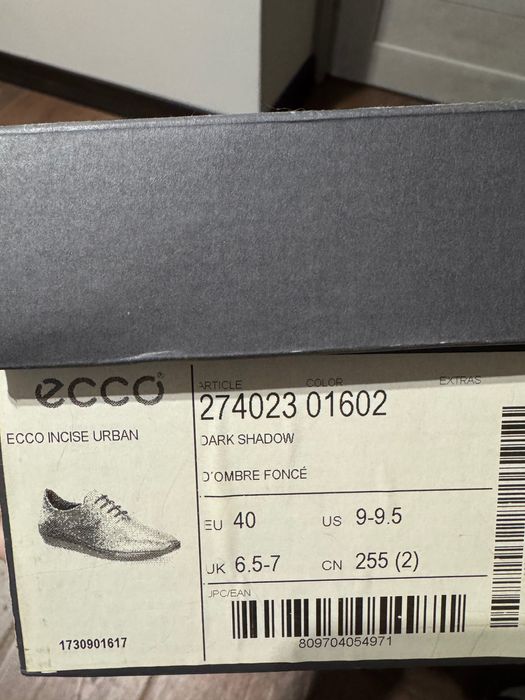 ecco®
ECCO INCISE URBAN
1730901617
ARTICLE COLOR EXTRAS
274023 01602
DARK SHADOW
D'OMBRE FONCÉ
EU 40 US 9-9.5
UK 6.5-7 CN 255 (2)
UPC/EAN
809704054971